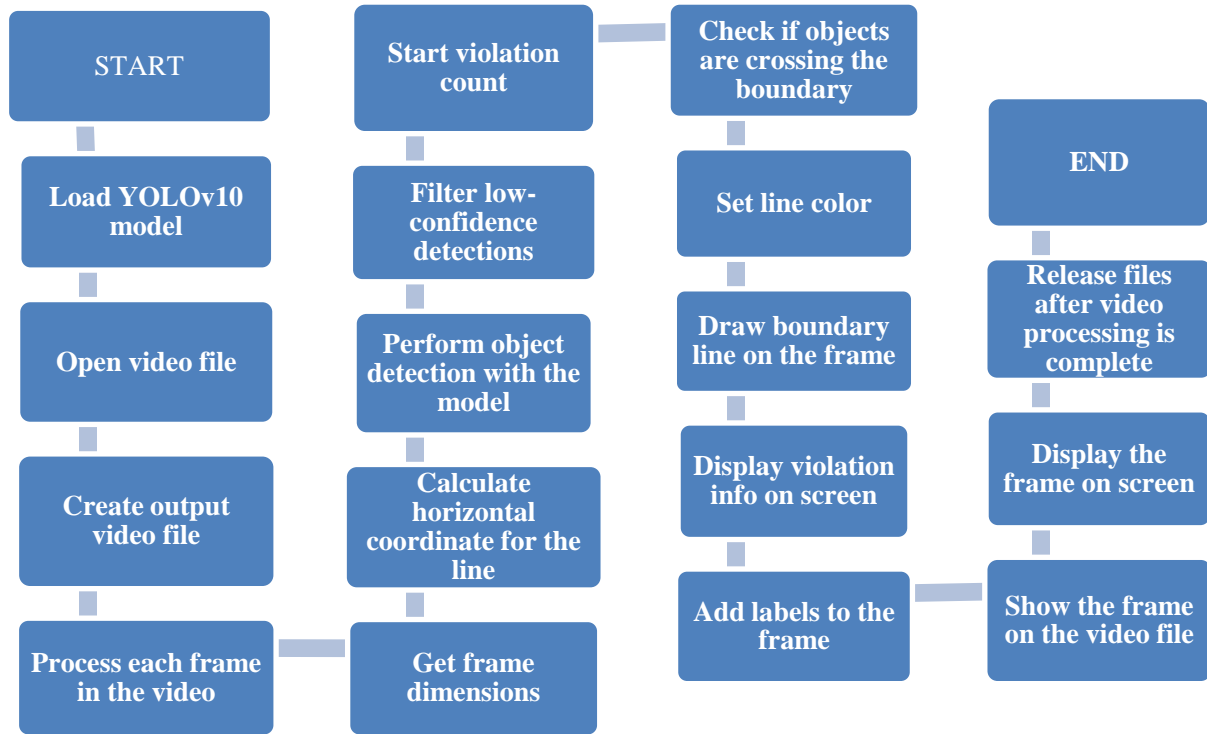 START
Load YOLOv10
model
Open video file
Create output
video file
Process each frame
in the video
Get frame
dimensions
Calculate
horizontal
coordinate for the
line
Perform object
detection with the
model
Filter low-
confidence
detections
Start violation
count
Check if objects
are crossing the
boundary
Set line color
Draw boundary
line on the frame
Display violation
info on screen
Add labels to the
frame
Show the frame
on the video file
Display the
frame on screen
Release files
after video
processing is
complete
END